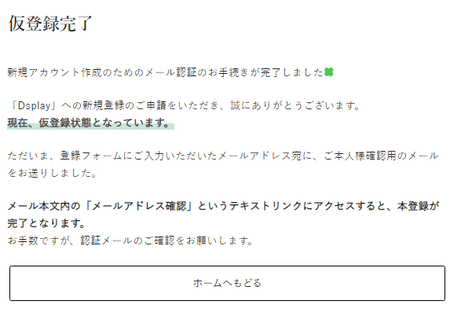 仮登録完了
新規アカウント作成のためのメール認証のお手続きが完了しました🍀
「Dsplay」への新規登録のご申請をいただき、誠にありがとうございます。
現在、仮登録状態となっています。
ただいま、登録フォームにご入力いただいたメールアドレス宛に、ご本人様確認用のメール
をお送りしました。
メール本文内の「メールアドレス確認」というテキストリンクにアクセスすると、本登録が
完了となります。
お手数ですが、認証メールのご確認をお願いします。
ホームへもどる